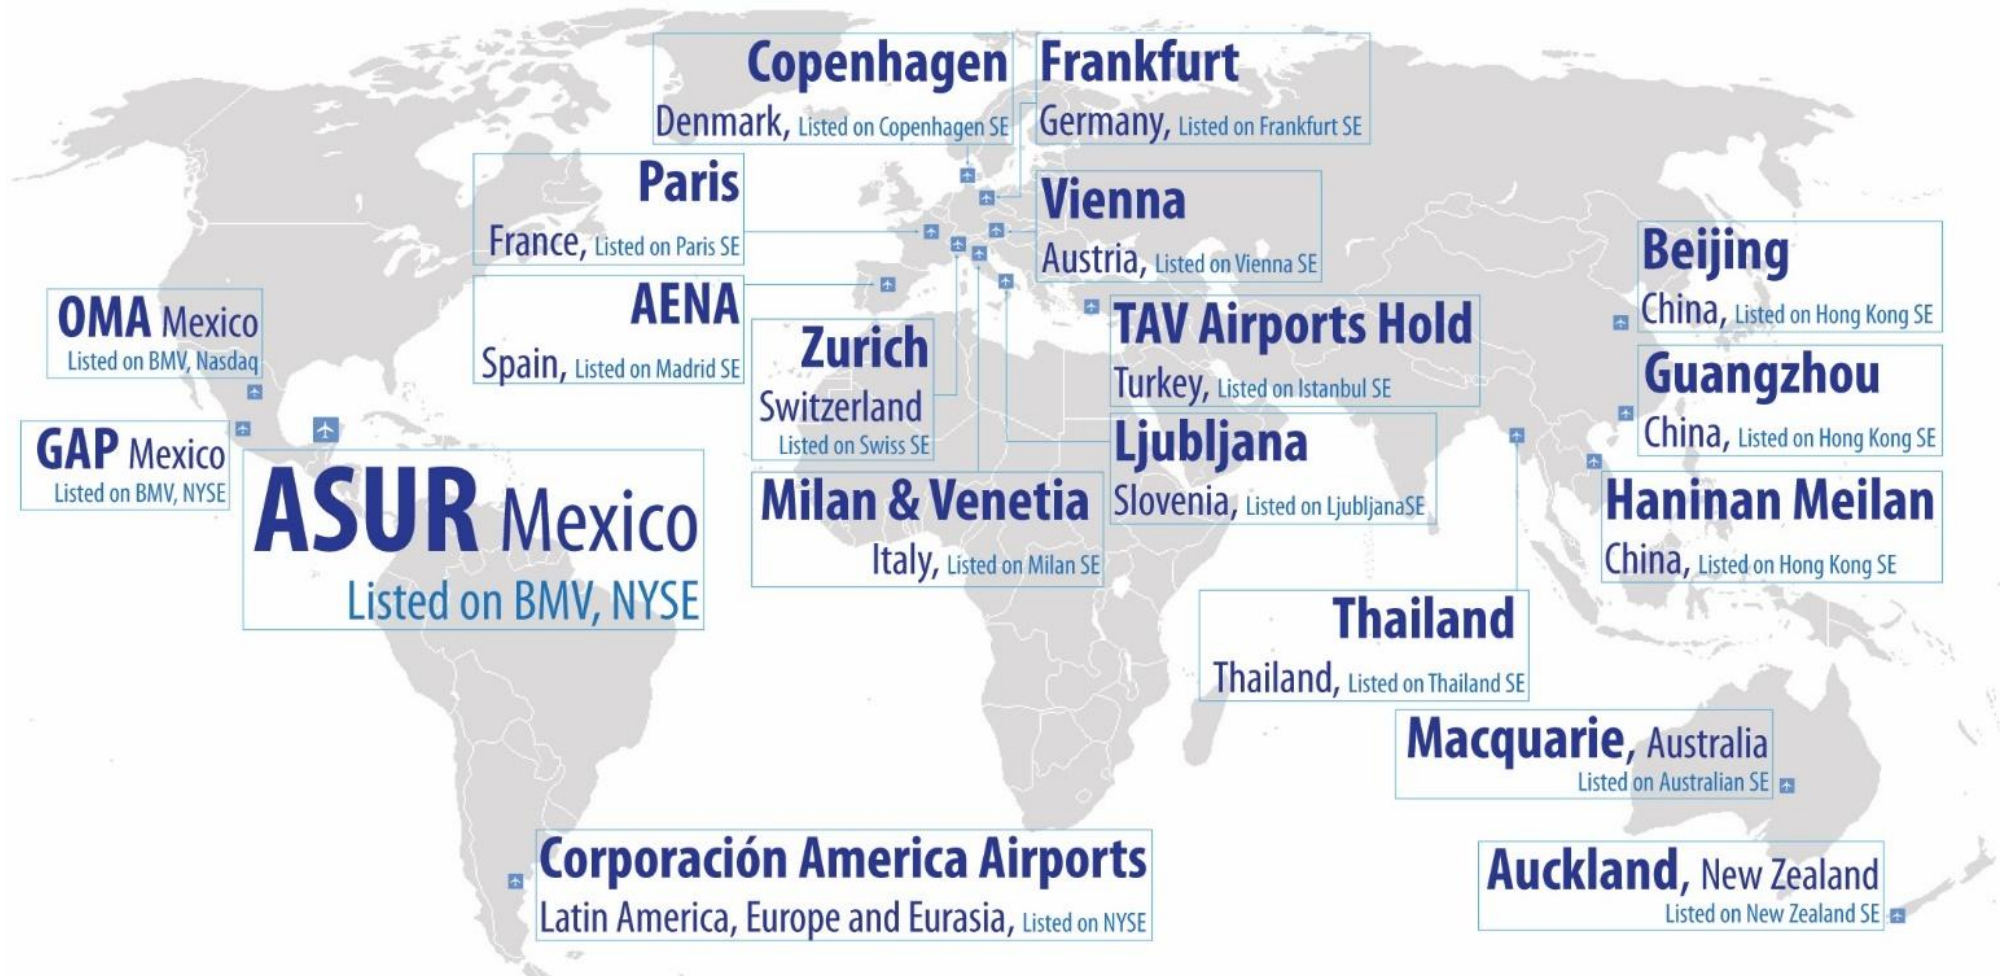 Copenhagen
Denmark, Listed on Copenhagen SE
Frankfurt
Germany, Listed on Frankfurt SE
Paris
France, Listed on Paris SE
Vienna
Austria, Listed on Vienna SE
AENA
Spain, Listed on Madrid SE
OMA Mexico
Listed on BMV, Nasdaq
GAP Mexico
Listed on BMV, NYSE
ASUR Mexico
Listed on BMV, NYSE
Zurich
Switzerland
Listed on Swiss SE
TAV Airports Hold
Turkey, Listed on Istanbul SE
Ljubljana
Slovenia, Listed on LjubljanaSE
Milan & Venetia
Italy, Listed on Milan SE
Beijing
China, Listed on Hong Kong SE
Guangzhou
China, Listed on Hong Kong SE
Haninan Meilan
China, Listed on Hong Kong SE
Thailand
Thailand, Listed on Thailand SE
Macquarie, Australia
Listed on Australian SE
Corporación America Airports
Latin America, Europe and Eurasia, Listed on NYSE
Auckland, New Zealand
Listed on New Zealand SE